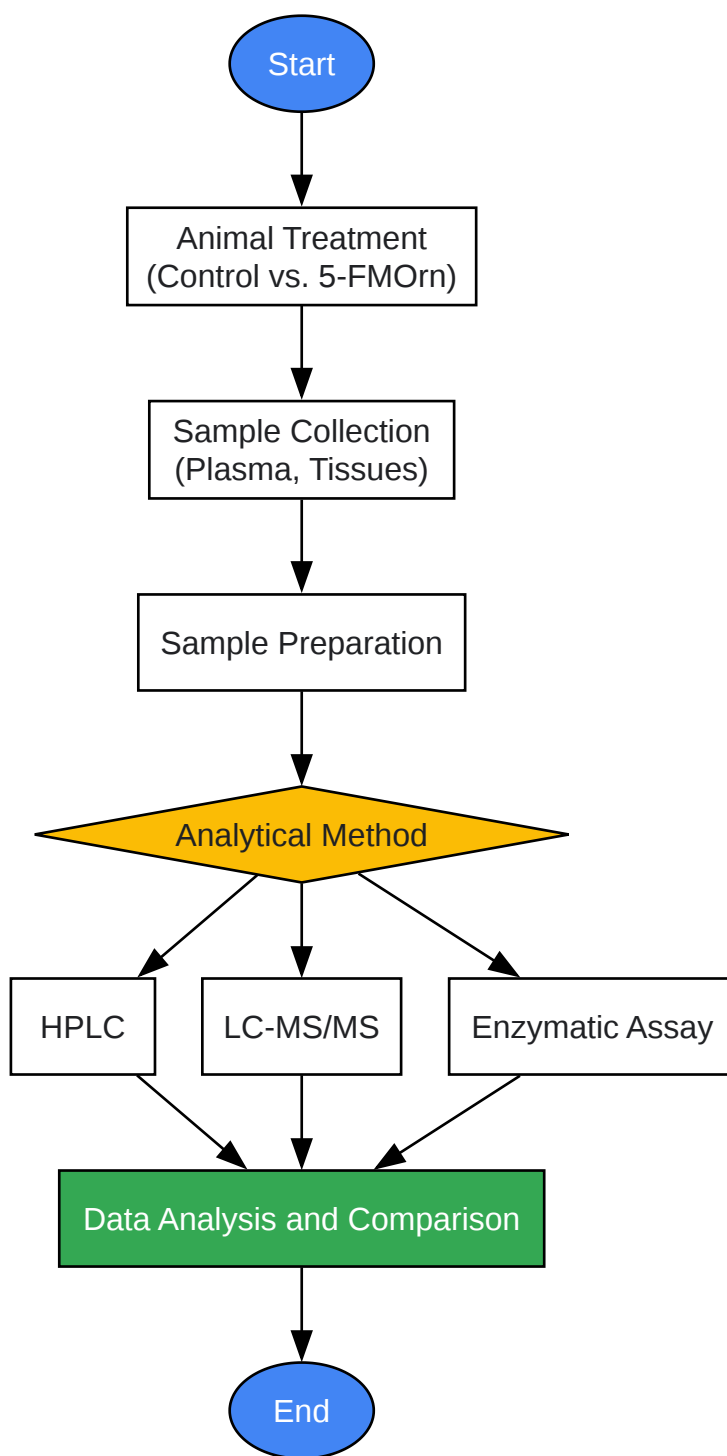 Start
Animal Treatment
(Control vs. 5-FMOrn)
Sample Collection
(Plasma, Tissues)
Sample Preparation
Analytical Method
HPLC
LC-MS/MS
Enzymatic Assay
Data Analysis and Comparison
End